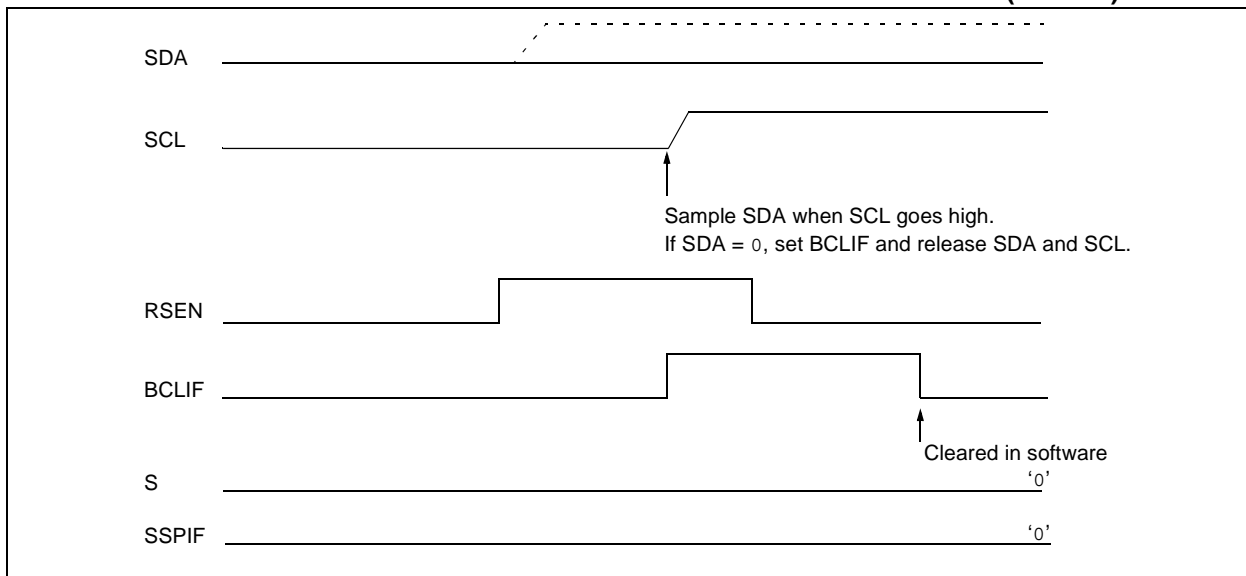 SDA
SCL
Sample SDA when SCL goes high.
If SDA = 0, set BCLIF and release SDA and SCL.
RSEN
BCLIF
Cleared in software
S
‘0’
SSPIF
‘0’